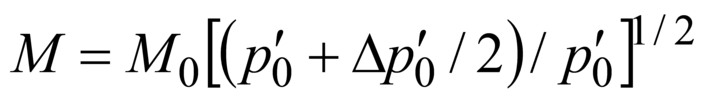 M = M₀[(p′₀ + Δp′₀ / 2) / p′₀]^{1/2}